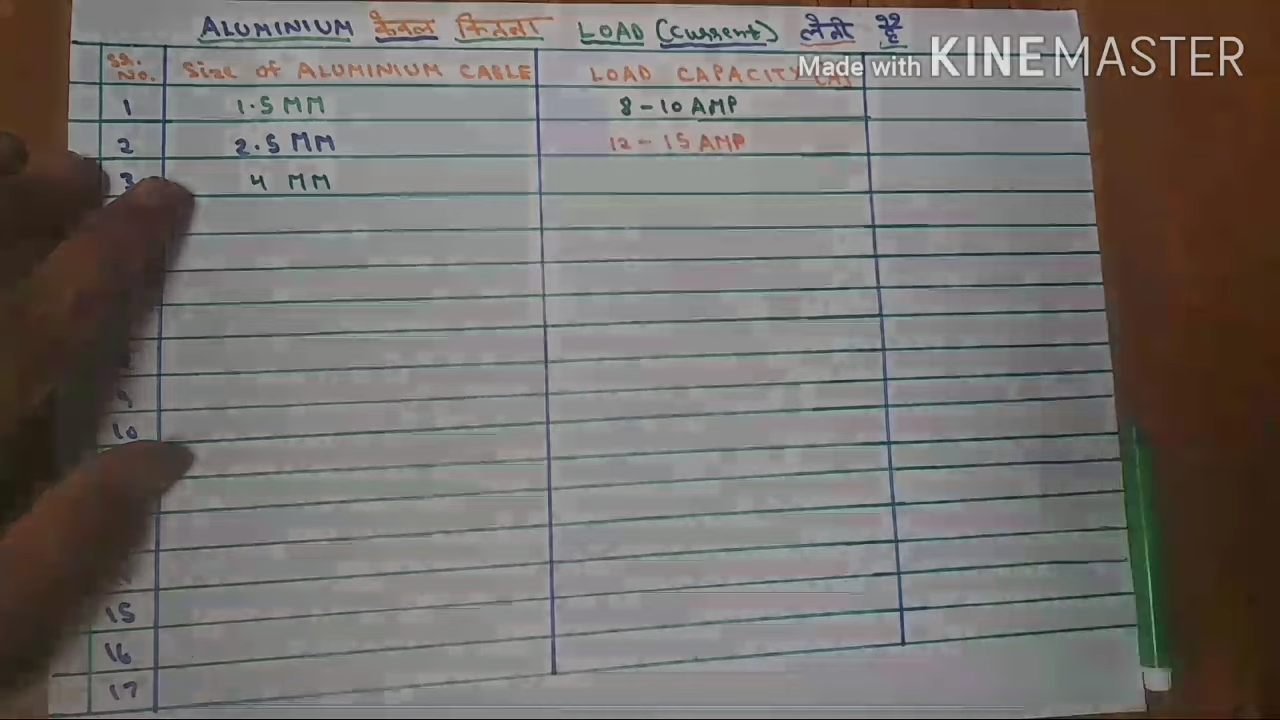 ALUMINIUM केबल कितना LOAD (Current) लेती है
Made with KINEMASTER
SR. NO. Size of ALUMINIUM CABLE LOAD CAPACITY (A)
1 1.5 MM 8-10 AMP
2 2.5 MM 12-15 AMP
3 4 MM
9
10
15
16
17